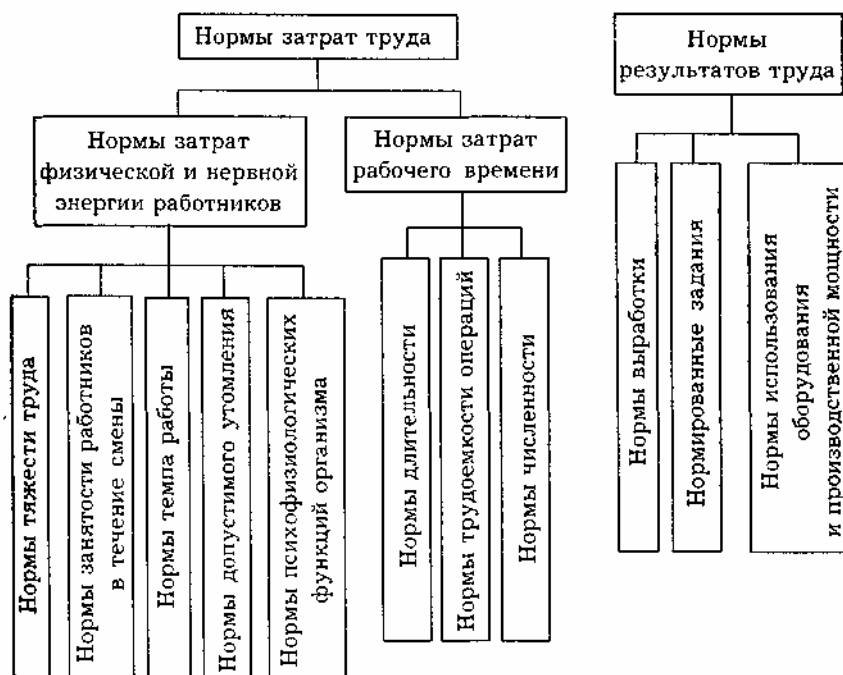 Нормы затрат труда
Нормы затрат
физической и нервной
энергии работников
Нормы затрат
рабочего времени
Нормы тяжести труда
Нормы занятости работников
в течение смены
Нормы темпа работы
Нормы допустимого утомления
Нормы психофизиологических
функций организма
Нормы длительности
Нормы трудоемкости операций
Нормы численности
Нормы
результатов труда
Нормы выработки
Нормированные задания
Нормы использования
оборудования
и производственной мощности